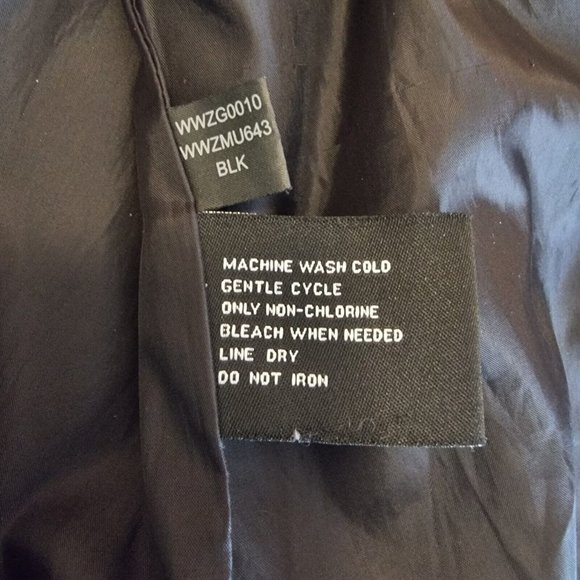 WWZG0010
WWZMU643
BLK
MACHINE WASH COLD
GENTLE CYCLE
ONLY NON-CHLORINE
BLEACH WHEN NEEDED
LINE DRY
DO NOT IRON